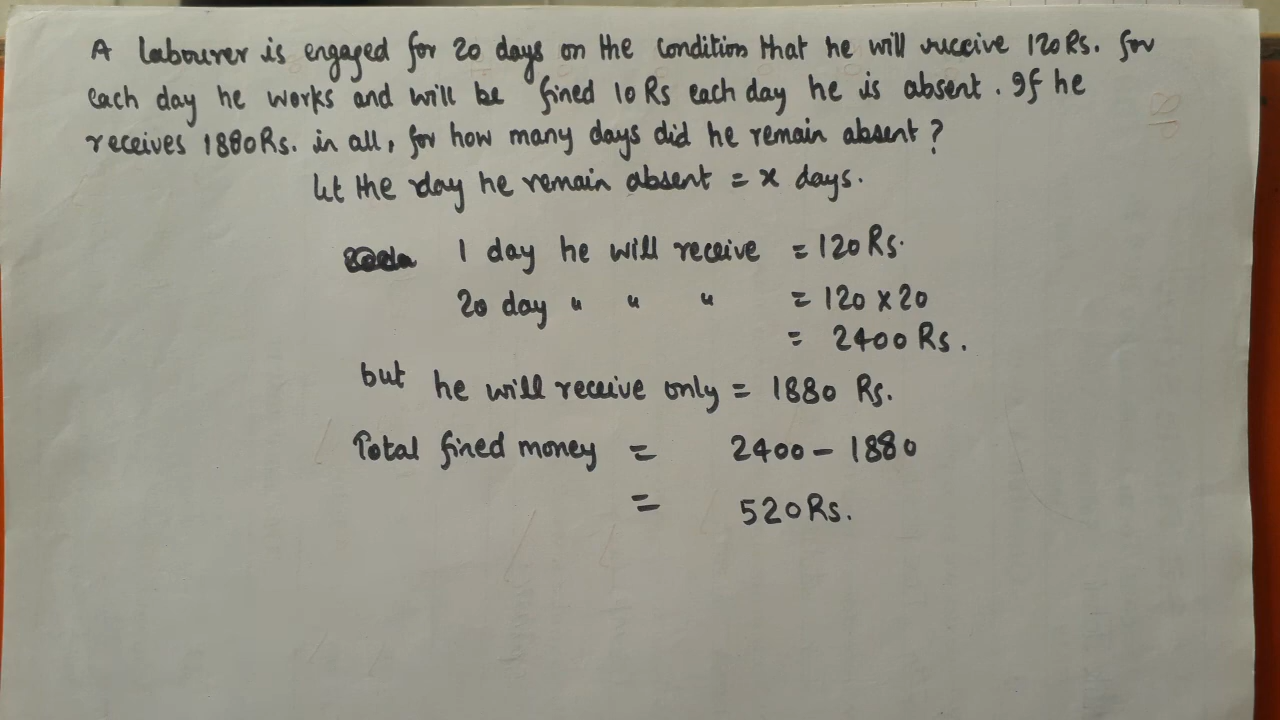 A labourer is engaged for 20 days on the condition that he will receive 120 Rs. for
each day he works and will be fined 10 Rs each day he is absent. If he
receives 1880 Rs. in all, for how many days did he remain absent?
let the day he remain absent = x days.
1 day he will receive = 120 Rs.
20 day " " " = 120 x 20
= 2400 Rs.
but he will receive only = 1880 Rs.
Total fined money = 2400 - 1880
= 520 Rs.